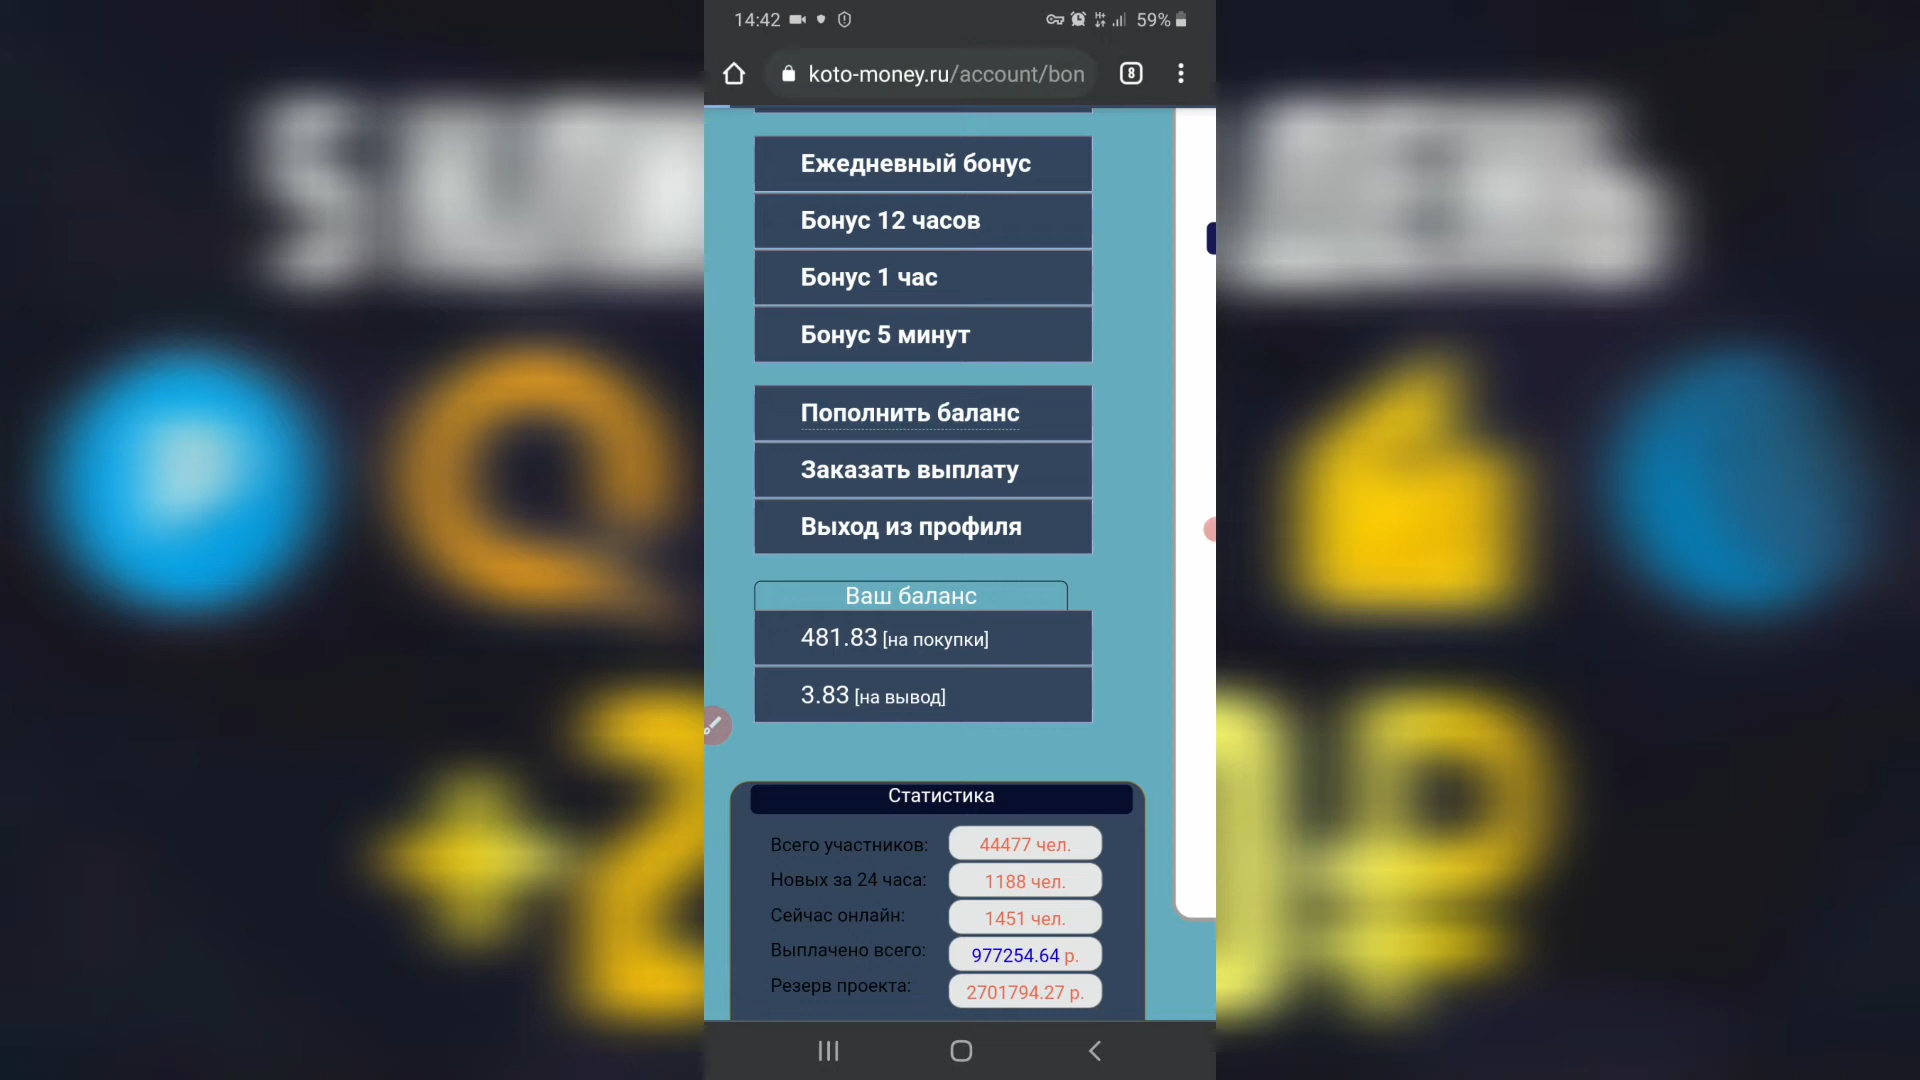 14:42
59%
koto-money.ru/account/bon
8
Ежедневный бонус
Бонус 12 часов
Бонус 1 час
Бонус 5 минут
Пополнить баланс
Заказать выплату
Выход из профиля
Ваш баланс
481.83 [на покупки]
3.83 [на вывод]
Статистика
Всего участников: 44477 чел.
Новых за 24 часа: 1188 чел.
Сейчас онлайн: 1451 чел.
Выплачено всего: 977254.64 р.
Резерв проекта: 2701794.27 р.